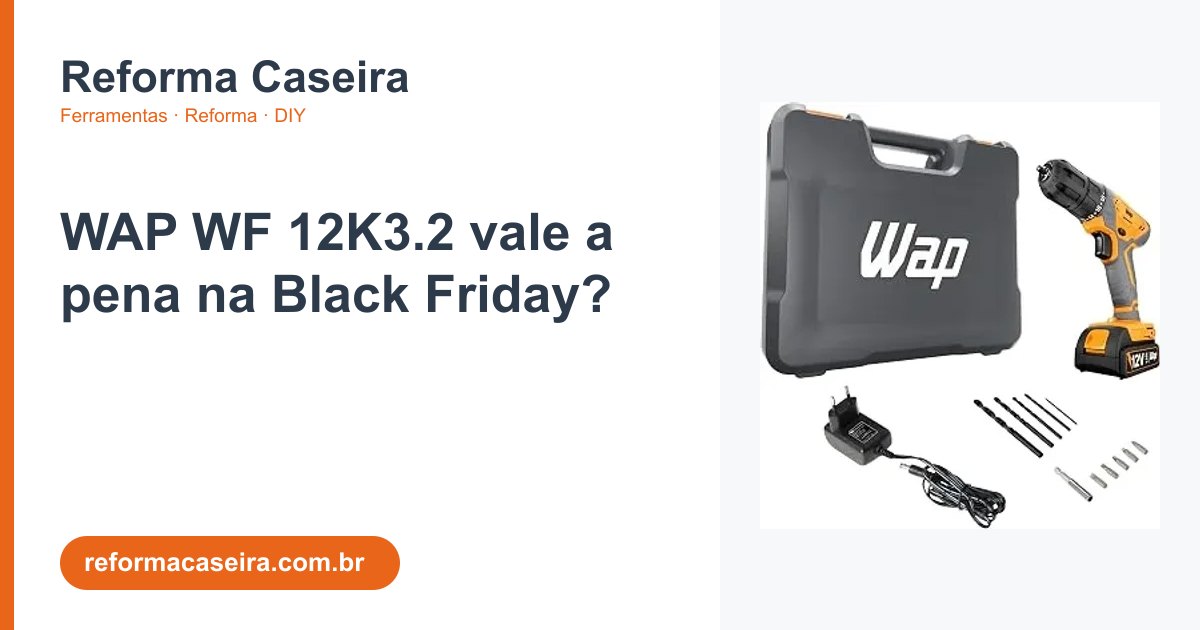 Reforma Caseira
Ferramentas · Reforma · DIY
WAP WF 12K3.2 vale a
pena na Black Friday?
Wap
12V
reformacaseira.com.br